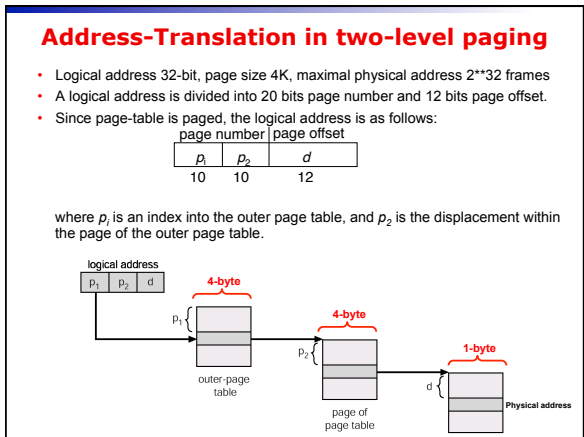 Address-Translation in two-level paging
• Logical address 32-bit, page size 4K, maximal physical address 2**32 frames
• A logical address is divided into 20 bits page number and 12 bits page offset.
• Since page-table is paged, the logical address is as follows:
page number page offset
pi p2 d
10 10 12
where pi is an index into the outer page table, and p2 is the displacement within
the page of the outer page table.
logical address
p1 p2 d
4-byte
p1
outer-page
table
4-byte
p2
page of
page table
1-byte
d
Physical address